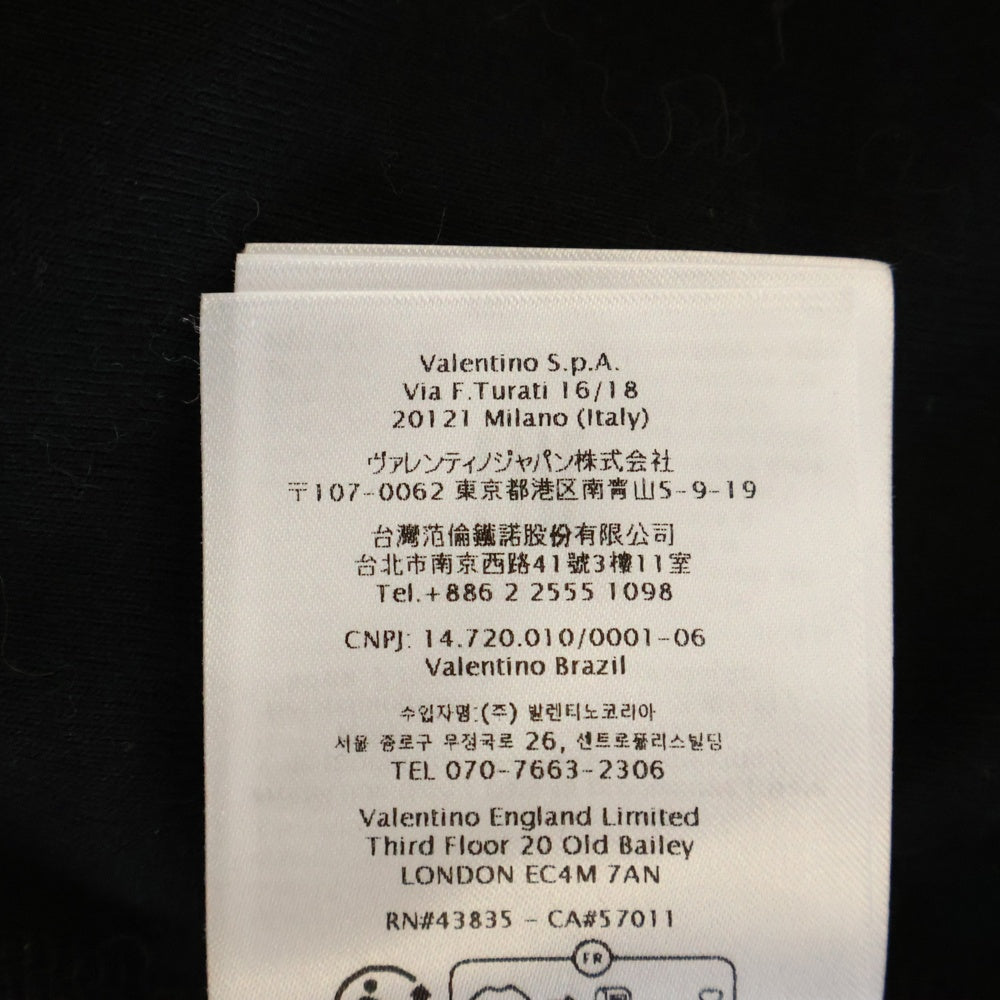 Valentino S.p.A.
Via F.Turati 16/18
20121 Milano (Italy)
ヴァレンティノジャパン株式会社
〒107-0062 東京都港区南青山5-9-19
台灣范倫鐵諾股份有限公司
台北市南京西路41號3樓11室
Tel.+886 2 2555 1098
CNPJ: 14.720.010/0001-06
Valentino Brazil
수입자명:(주) 발렌티노코리아
서울 종로구 우정국로 26, 센트로폴리스빌딩
TEL 070-7663-2306
Valentino England Limited
Third Floor 20 Old Bailey
LONDON EC4M 7AN
RN#43835 - CA#57011
FR